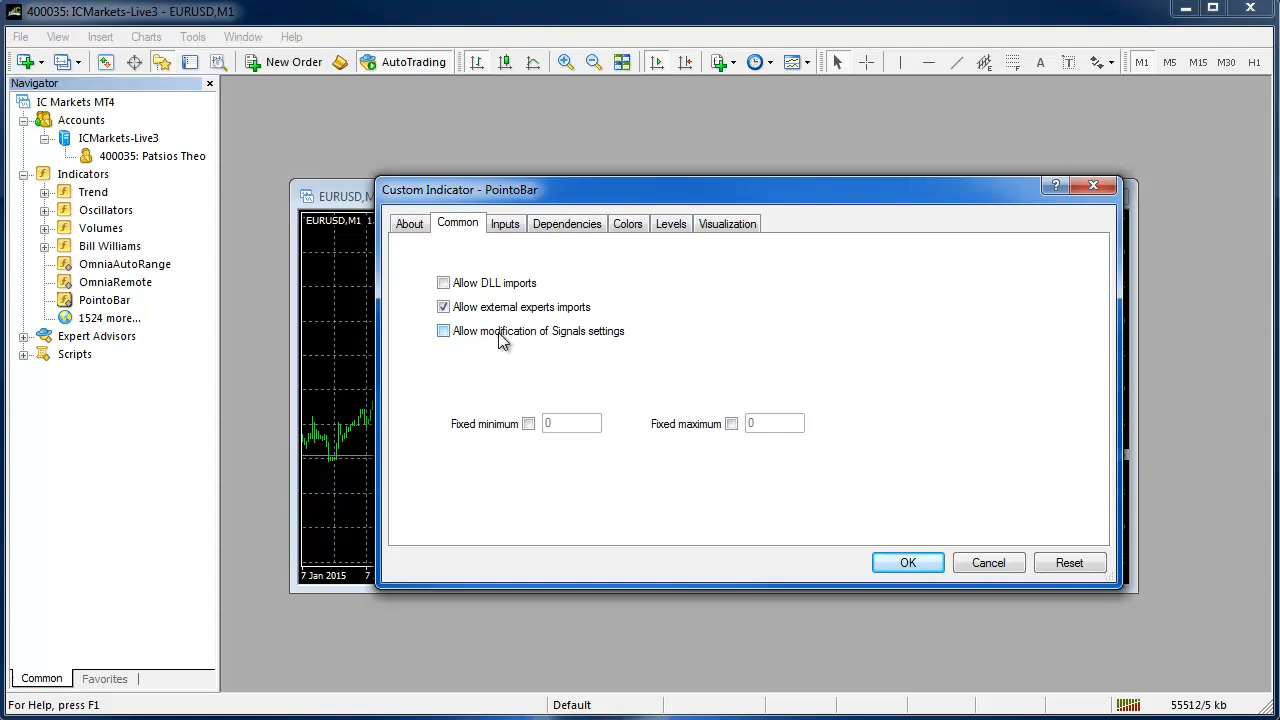 400035: ICMarkets-Live3 - EURUSD,M1
File View Insert Charts Tools Window Help
New Order AutoTrading M1 M5 M15 M30 H1
Navigator
IC Markets MT4
Accounts
ICMarkets-Live3
400035: Patsios Theo
Indicators
Trend
Oscillators
Volumes
Bill Williams
OmniaAutoRange
OmniaRemote
PointoBar
1524 more...
Expert Advisors
Scripts
EURUSD,M
EURUSD,M1 1.
7 Jan 2015 7
Custom Indicator - PointoBar
About Common Inputs Dependencies Colors Levels Visualization
Allow DLL imports
Allow external experts imports
Allow modification of Signals settings
Fixed minimum 0 Fixed maximum 0
OK Cancel Reset
Common Favorites
For Help, press F1 Default 55512/5 kb